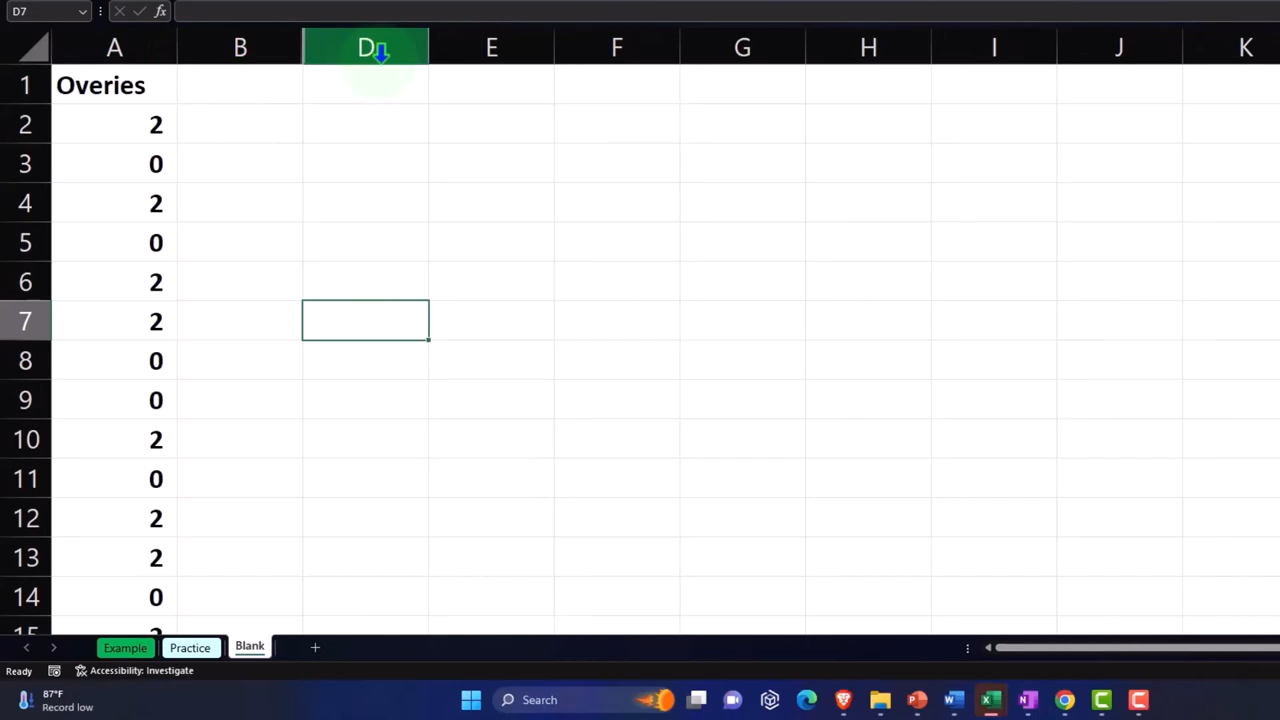 D7
fx
A B D E F G H I J K
1 Overies
2 2
3 0
4 2
5 0
6 2
7 2
8 0
9 0
10 2
11 0
12 2
13 2
14 0
15 2
Example Practice Blank +
Ready Accessibility: Investigate
87°F
Record low
Search